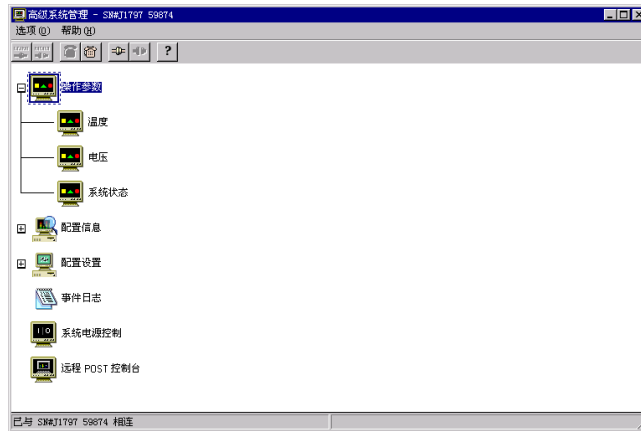 高级系统管理 - SN#J1797 59874
选项(O) 帮助(H)
?
操作参数
温度
电压
系统状态
配置信息
配置设置
事件日志
系统电源控制
远程 POST 控制台
已与 SN#J1797 59874 相连